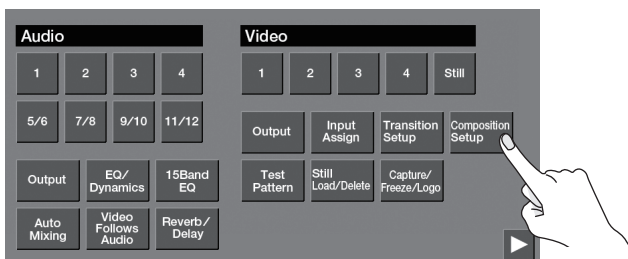 Audio
1
2
3
4
5/6
7/8
9/10
11/12
Output
EQ/
Dynamics
15Band
EQ
Auto
Mixing
Video
Follows
Audio
Reverb/
Delay
Video
1
2
3
4
Still
Output
Input
Assign
Transition
Setup
Composition
Setup
Test
Pattern
Still
Load/Delete
Capture/
Freeze/Logo